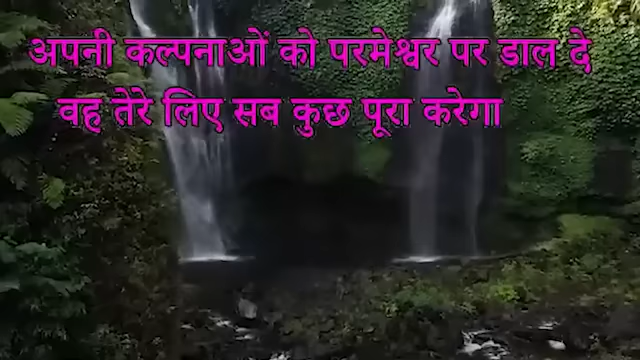 अपनी कल्पनाओं को परमेश्वर पर डाल दे
वह तेरे लिए सब कुछ पूरा करेगा